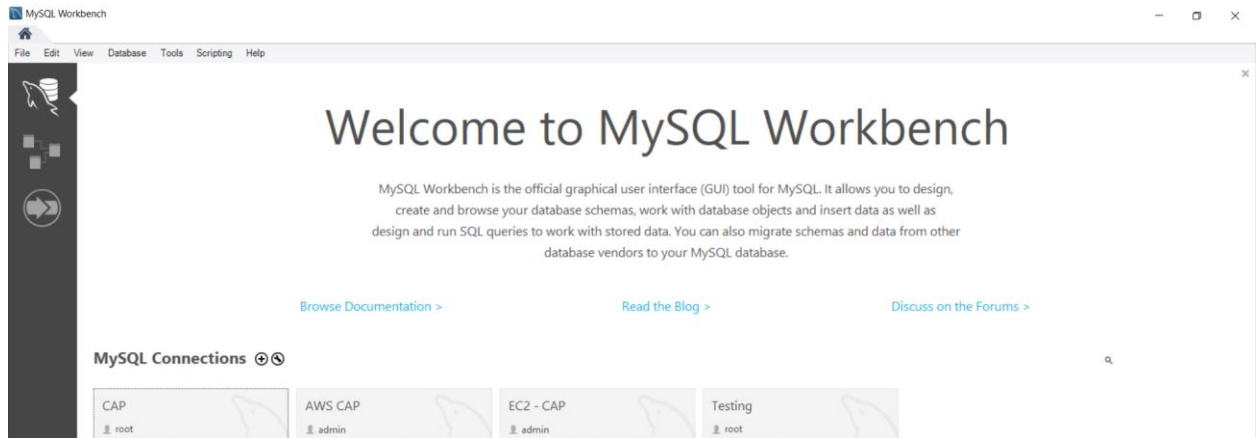 MySQL Workbench
File Edit View Database Tools Scripting Help
Welcome to MySQL Workbench
MySQL Workbench is the official graphical user interface (GUI) tool for MySQL. It allows you to design,
create and browse your database schemas, work with database objects and insert data as well as
design and run SQL queries to work with stored data. You can also migrate schemas and data from other
database vendors to your MySQL database.
Browse Documentation > Read the Blog > Discuss on the Forums >
MySQL Connections
CAP AWS CAP EC2 - CAP Testing
root admin admin root